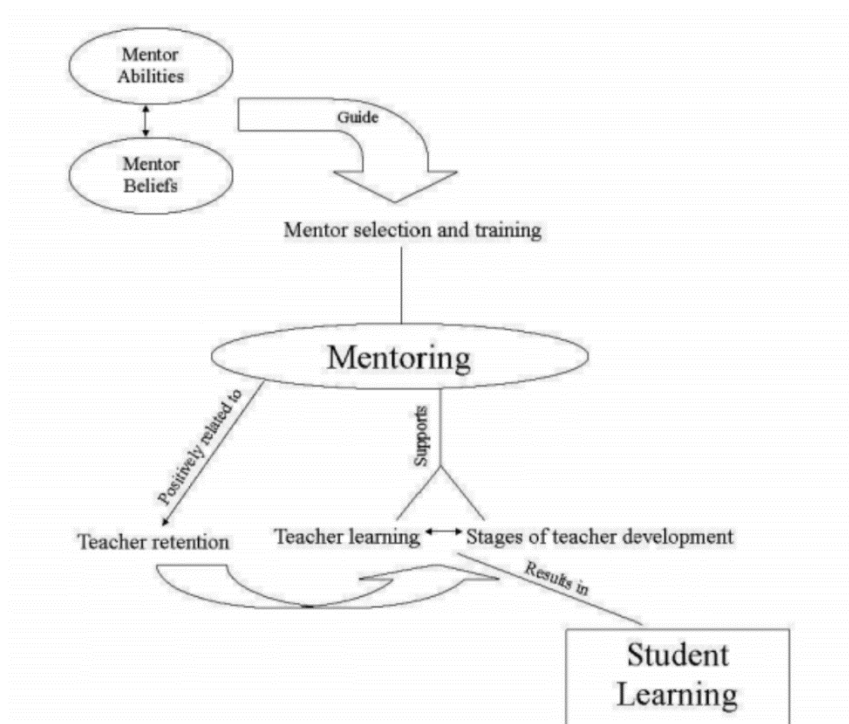 Mentor
Abilities
Guide
Mentor
Beliefs
Mentor selection and training
Mentoring
Positively related to
Supports
Teacher retention
Teacher learning
Stages of teacher development
Results in
Student
Learning